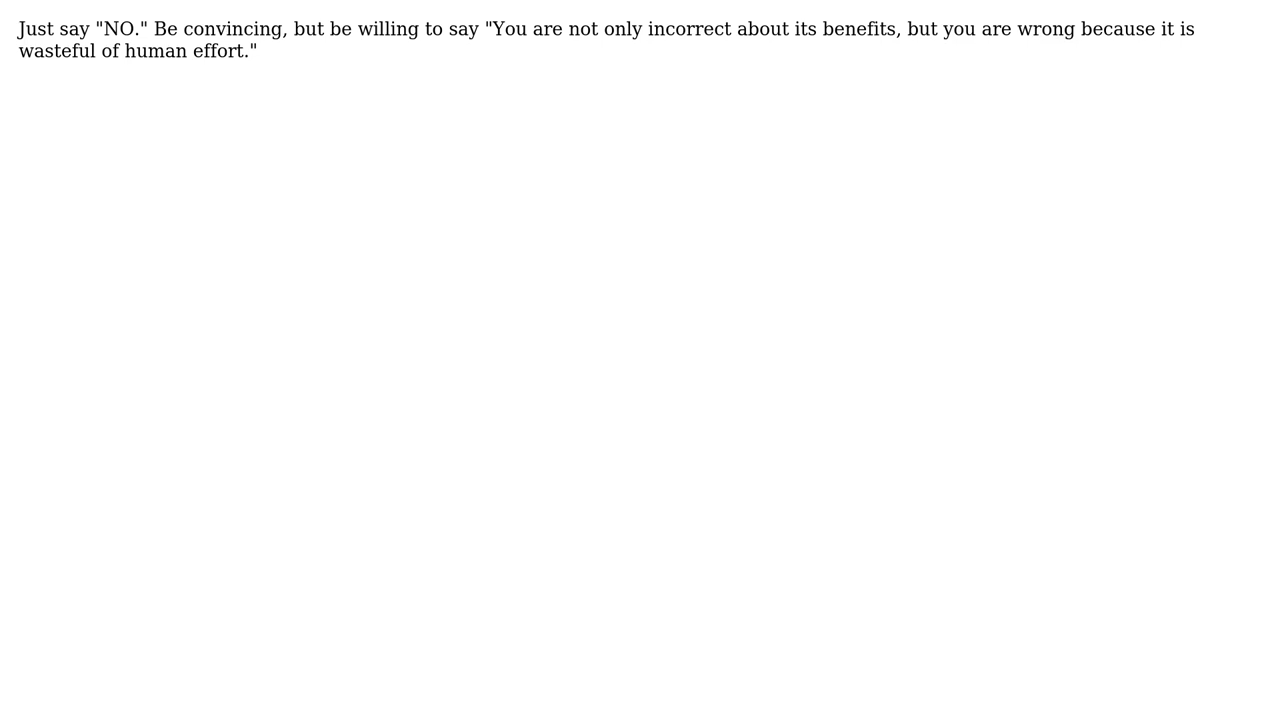 Just say "NO." Be convincing, but be willing to say "You are not only incorrect about its benefits, but you are wrong because it is
wasteful of human effort."